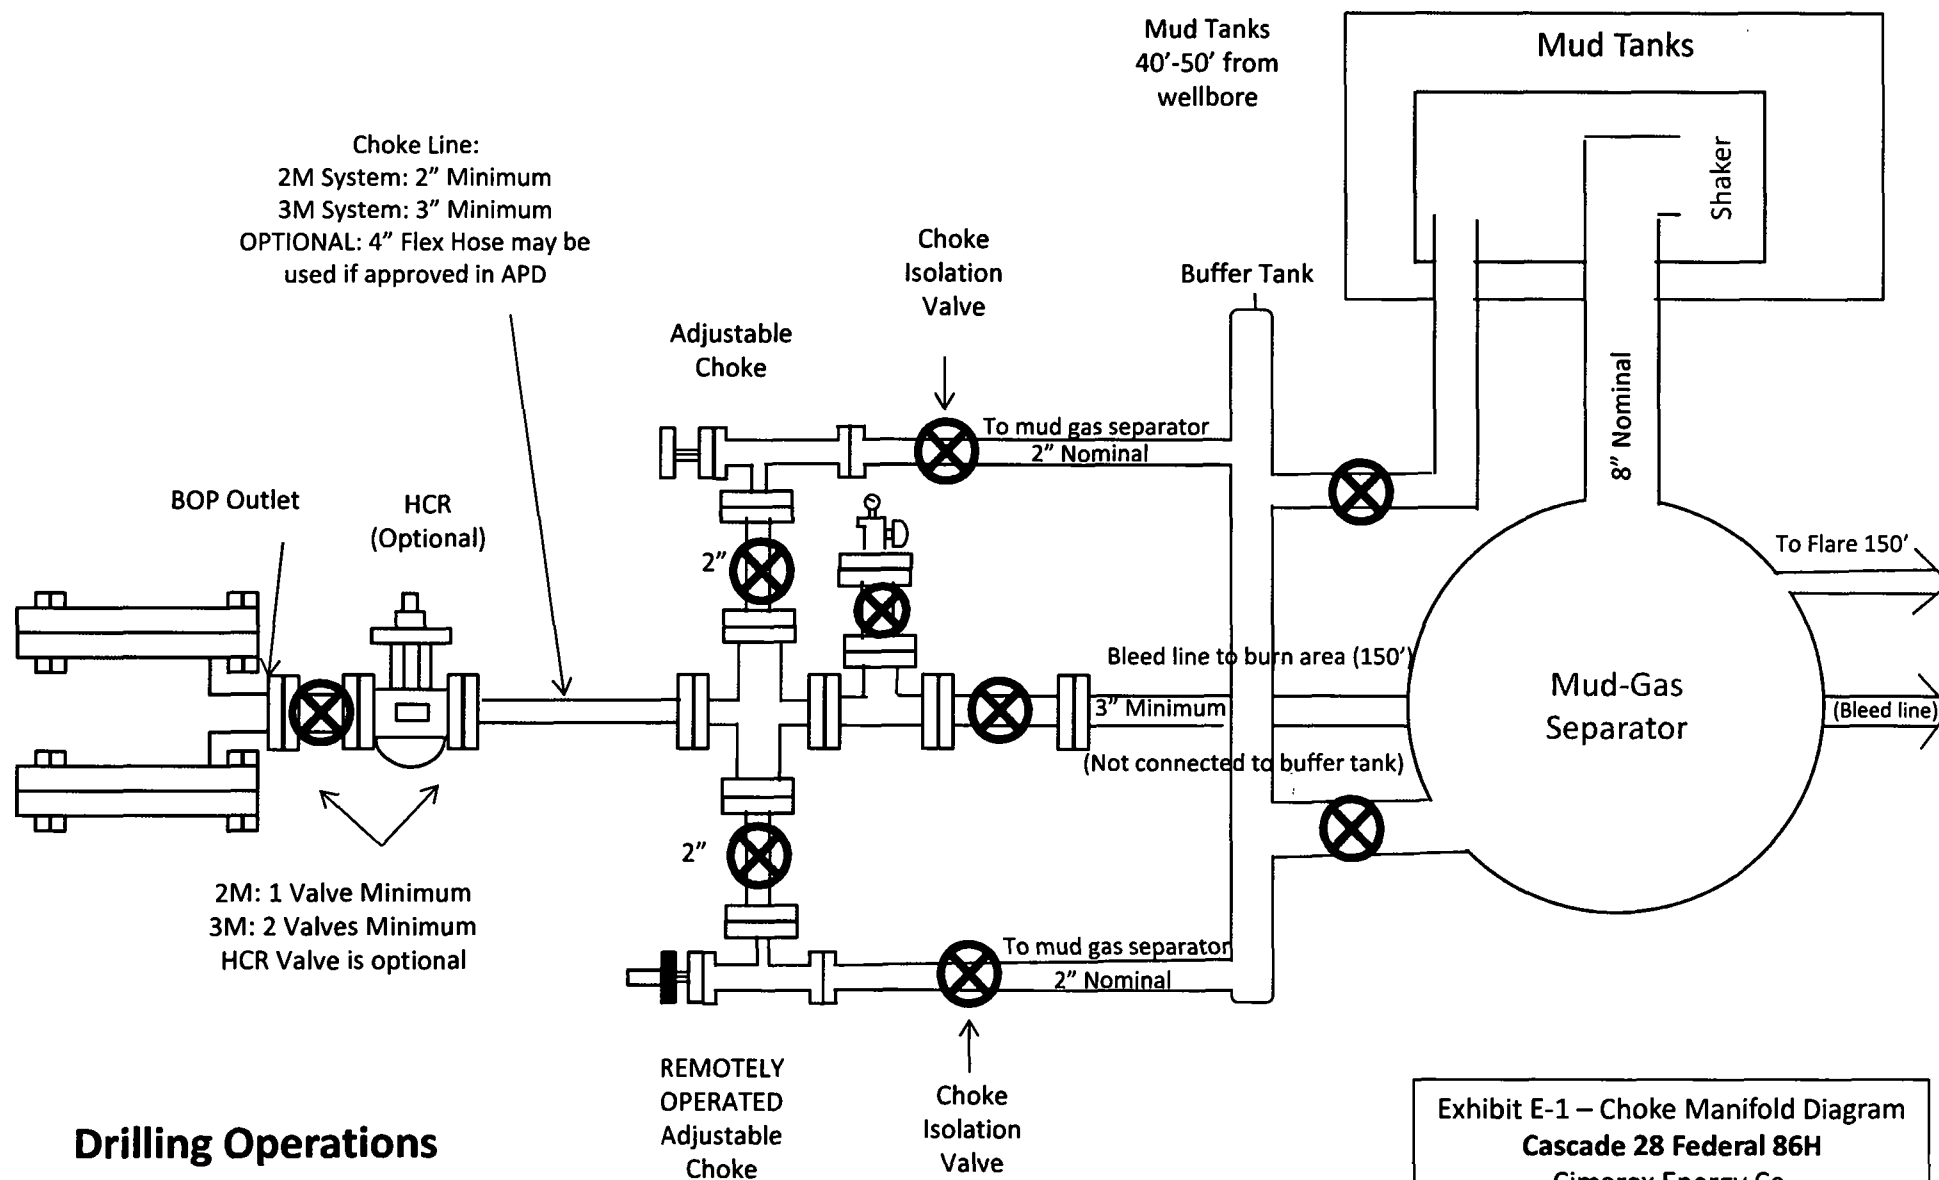 Mud Tanks
40'-50' from
wellbore
Mud Tanks
Shaker
Choke Line:
2M System: 2" Minimum
3M System: 3" Minimum
OPTIONAL: 4" Flex Hose may be
used if approved in APD
Choke
Isolation
Valve
Buffer Tank
Adjustable
Choke
8" Nominal
To mud gas separator
2" Nominal
BOP Outlet
HCR
(Optional)
2"
To Flare 150'
Bleed line to burn area (150')
3" Minimum
(Not connected to buffer tank)
Mud-Gas
Separator
(Bleed line)
2"
2M: 1 Valve Minimum
3M: 2 Valves Minimum
HCR Valve is optional
To mud gas separator
2" Nominal
REMOTELY
OPERATED
Adjustable
Choke
Choke
Isolation
Valve
Drilling Operations
Exhibit E-1 – Choke Manifold Diagram
Cascade 28 Federal 86H